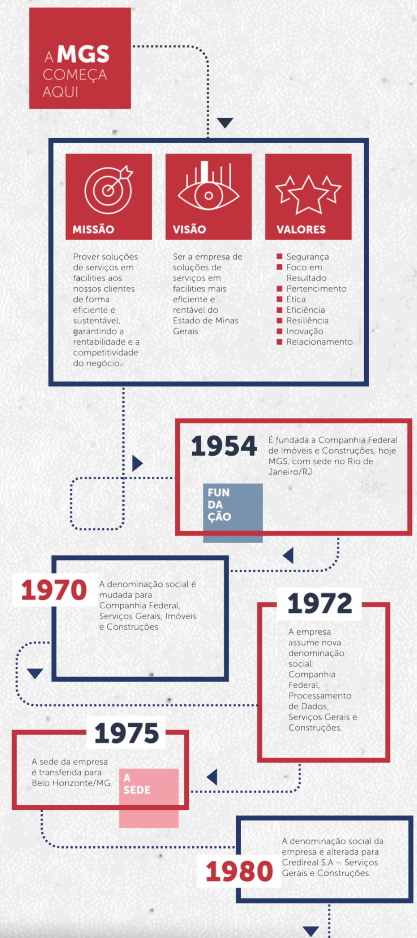 A MGS
COMEÇA
AQUI
MISSÃO
Prover soluções
de serviços em
facilities aos
nossos clientes
de forma
eficiente e
sustentável,
garantindo a
rentabilidade e a
competitividade
do negócio.
VISÃO
Ser a empresa de
soluções de
serviços em
facilities mais
eficiente e
rentável do
Estado de Minas
Gerais
VALORES
Segurança
Foco em
Resultado
Pertencimento
Ética
Eficiência
Resiliência
Inovação
Relacionamento
1954
É fundada a Companhia Federal
de Imóveis e Construções, hoje
MGS, com sede no Rio de
Janeiro/RJ
FUN
DA
ÇÃO
1970
A denominação social é
mudada para
Companhia Federal,
Serviços Gerais, Imóveis
e Construções
1972
A empresa
assume nova
denominação
social
Companhia
Federal,
Processamento
de Dados,
Serviços Gerais e
Construções.
1975
A sede da empresa
é transferida para
Belo Horizonte/MG.
A
SEDE
1980
A denominação social da
empresa é alterada para
Credireal S.A – Serviços
Gerais e Construções.